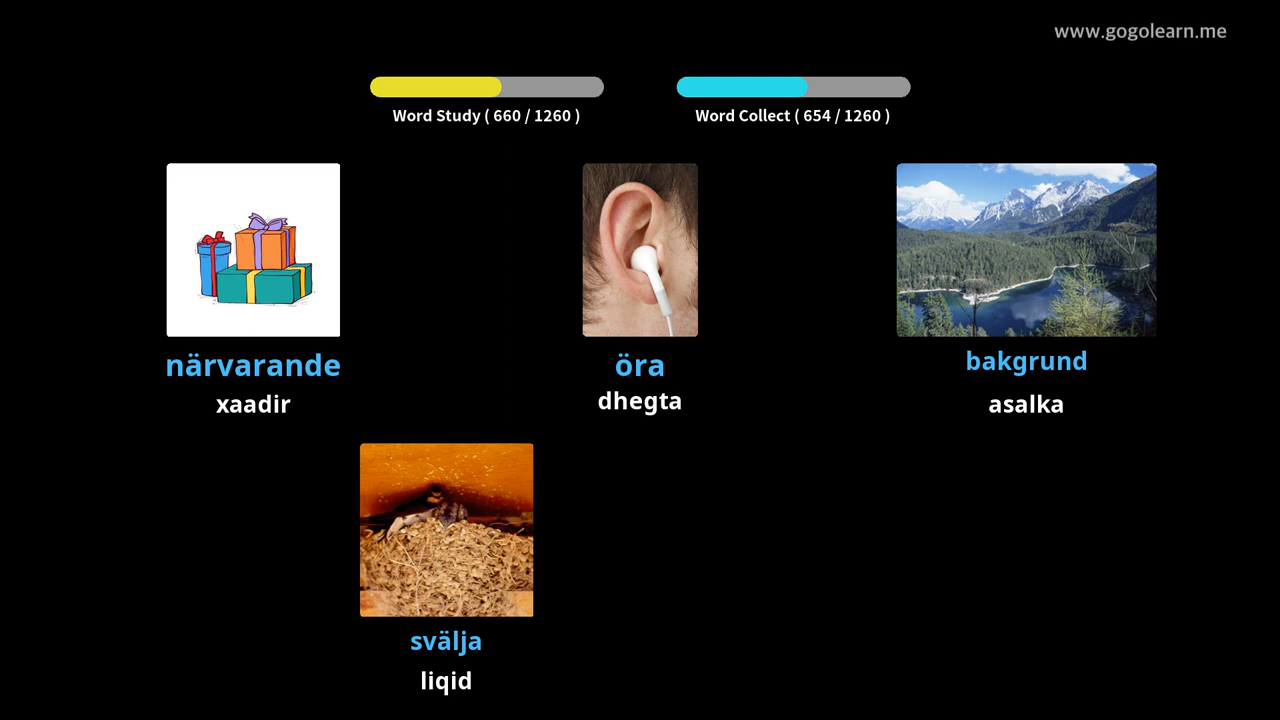 www.gogolearn.me
Word Study ( 660 / 1260 )
Word Collect ( 654 / 1260 )
närvarande
xaadir
öra
dhegta
bakgrund
asalka
svälja
liqid